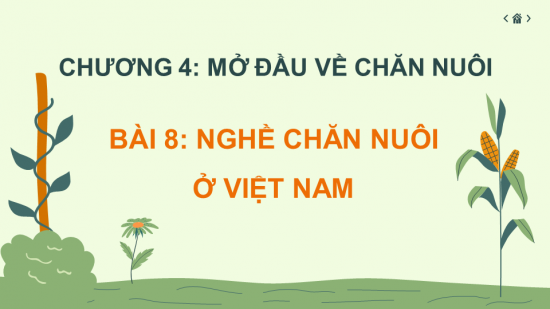 CHƯƠNG 4: MỞ ĐẦU VỀ CHĂN NUÔI
BÀI 8: NGHỀ CHĂN NUÔI
Ở VIỆT NAM